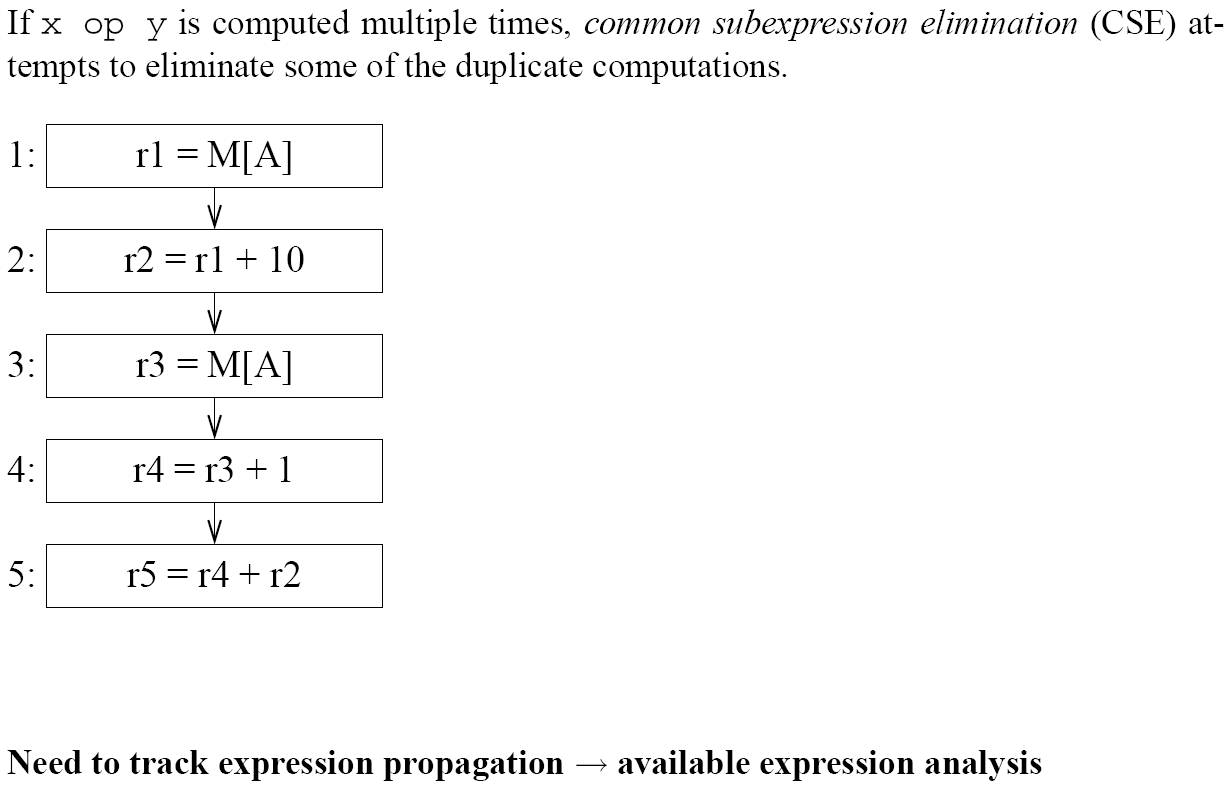 If x op y is computed multiple times, common subexpression elimination (CSE) at-
tempts to eliminate some of the duplicate computations.
1: r1 = M[A]
2: r2 = r1 + 10
3: r3 = M[A]
4: r4 = r3 + 1
5: r5 = r4 + r2
Need to track expression propagation → available expression analysis